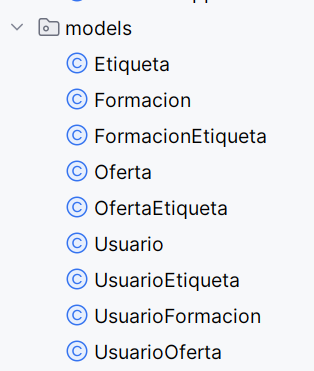 models
Etiqueta
Formacion
FormacionEtiqueta
Oferta
OfertaEtiqueta
Usuario
UsuarioEtiqueta
UsuarioFormacion
UsuarioOferta